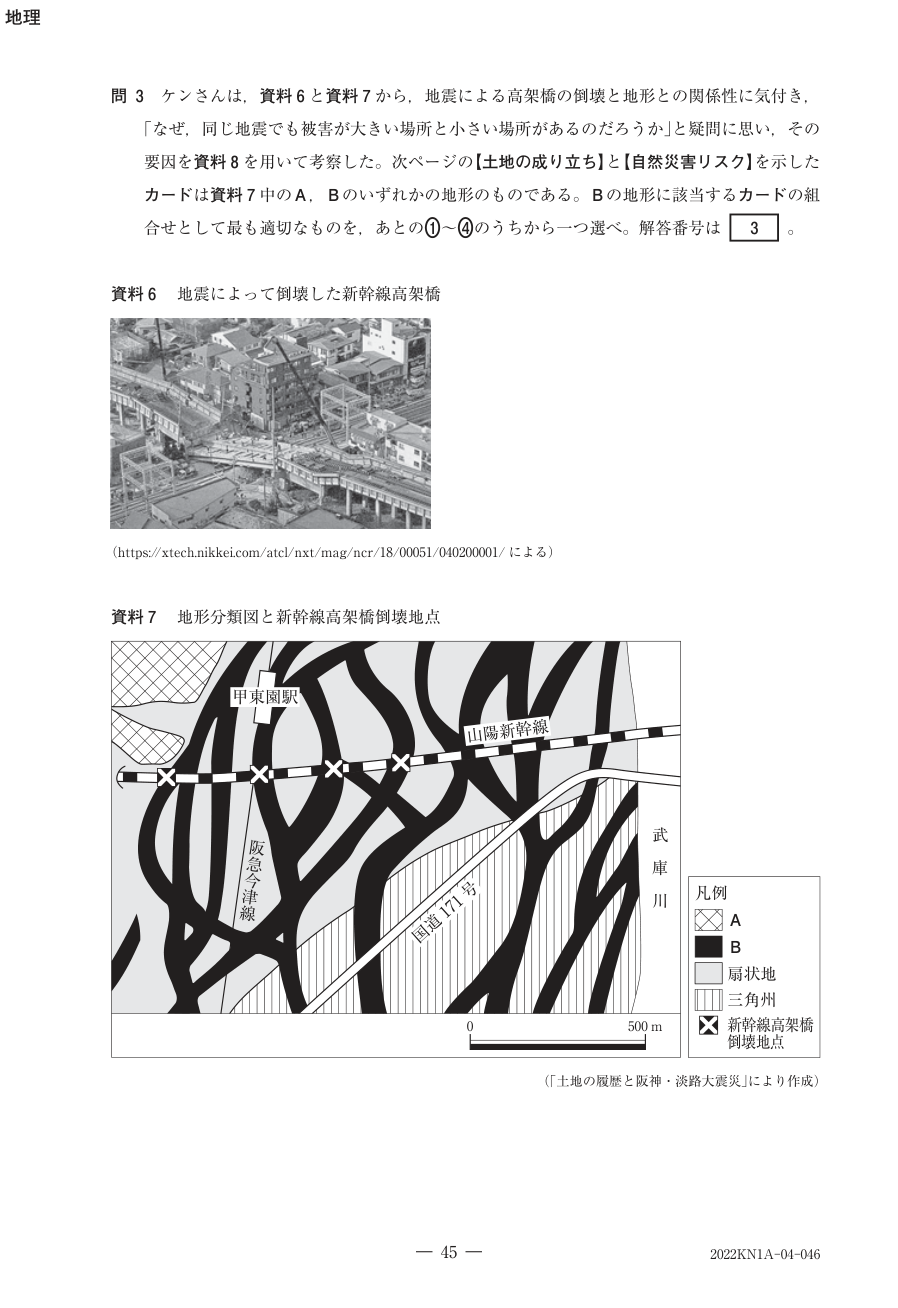 地理
問 3 ケンさんは，資料6と資料7から，地震による高架橋の倒壊と地形との関係性に気付き，
「なぜ，同じ地震でも被害が大きい場所と小さい場所があるのだろうか」と疑問に思い，その
要因を資料8を用いて考察した。次ページの【土地の成り立ち】と【自然災害リスク】を示した
カードは資料7中のA，Bのいずれかの地形のものである。Bの地形に該当するカードの組
合せとして最も適切なものを，あとの①～④のうちから一つ選べ。解答番号は 3 。
資料6 地震によって倒壊した新幹線高架橋
（https://xtech.nikkei.com/atcl/nxt/mag/ncr/18/00051/040200001/ による）
資料7 地形分類図と新幹線高架橋倒壊地点
甲東園駅
山陽新幹線
阪急今津線
国道171号
武庫川
凡例
A
B
扇状地
三角州
新幹線高架橋
倒壊地点
0 500 m
（「土地の履歴と阪神・淡路大震災」により作成）
— 45 —
2022KN1A-04-046